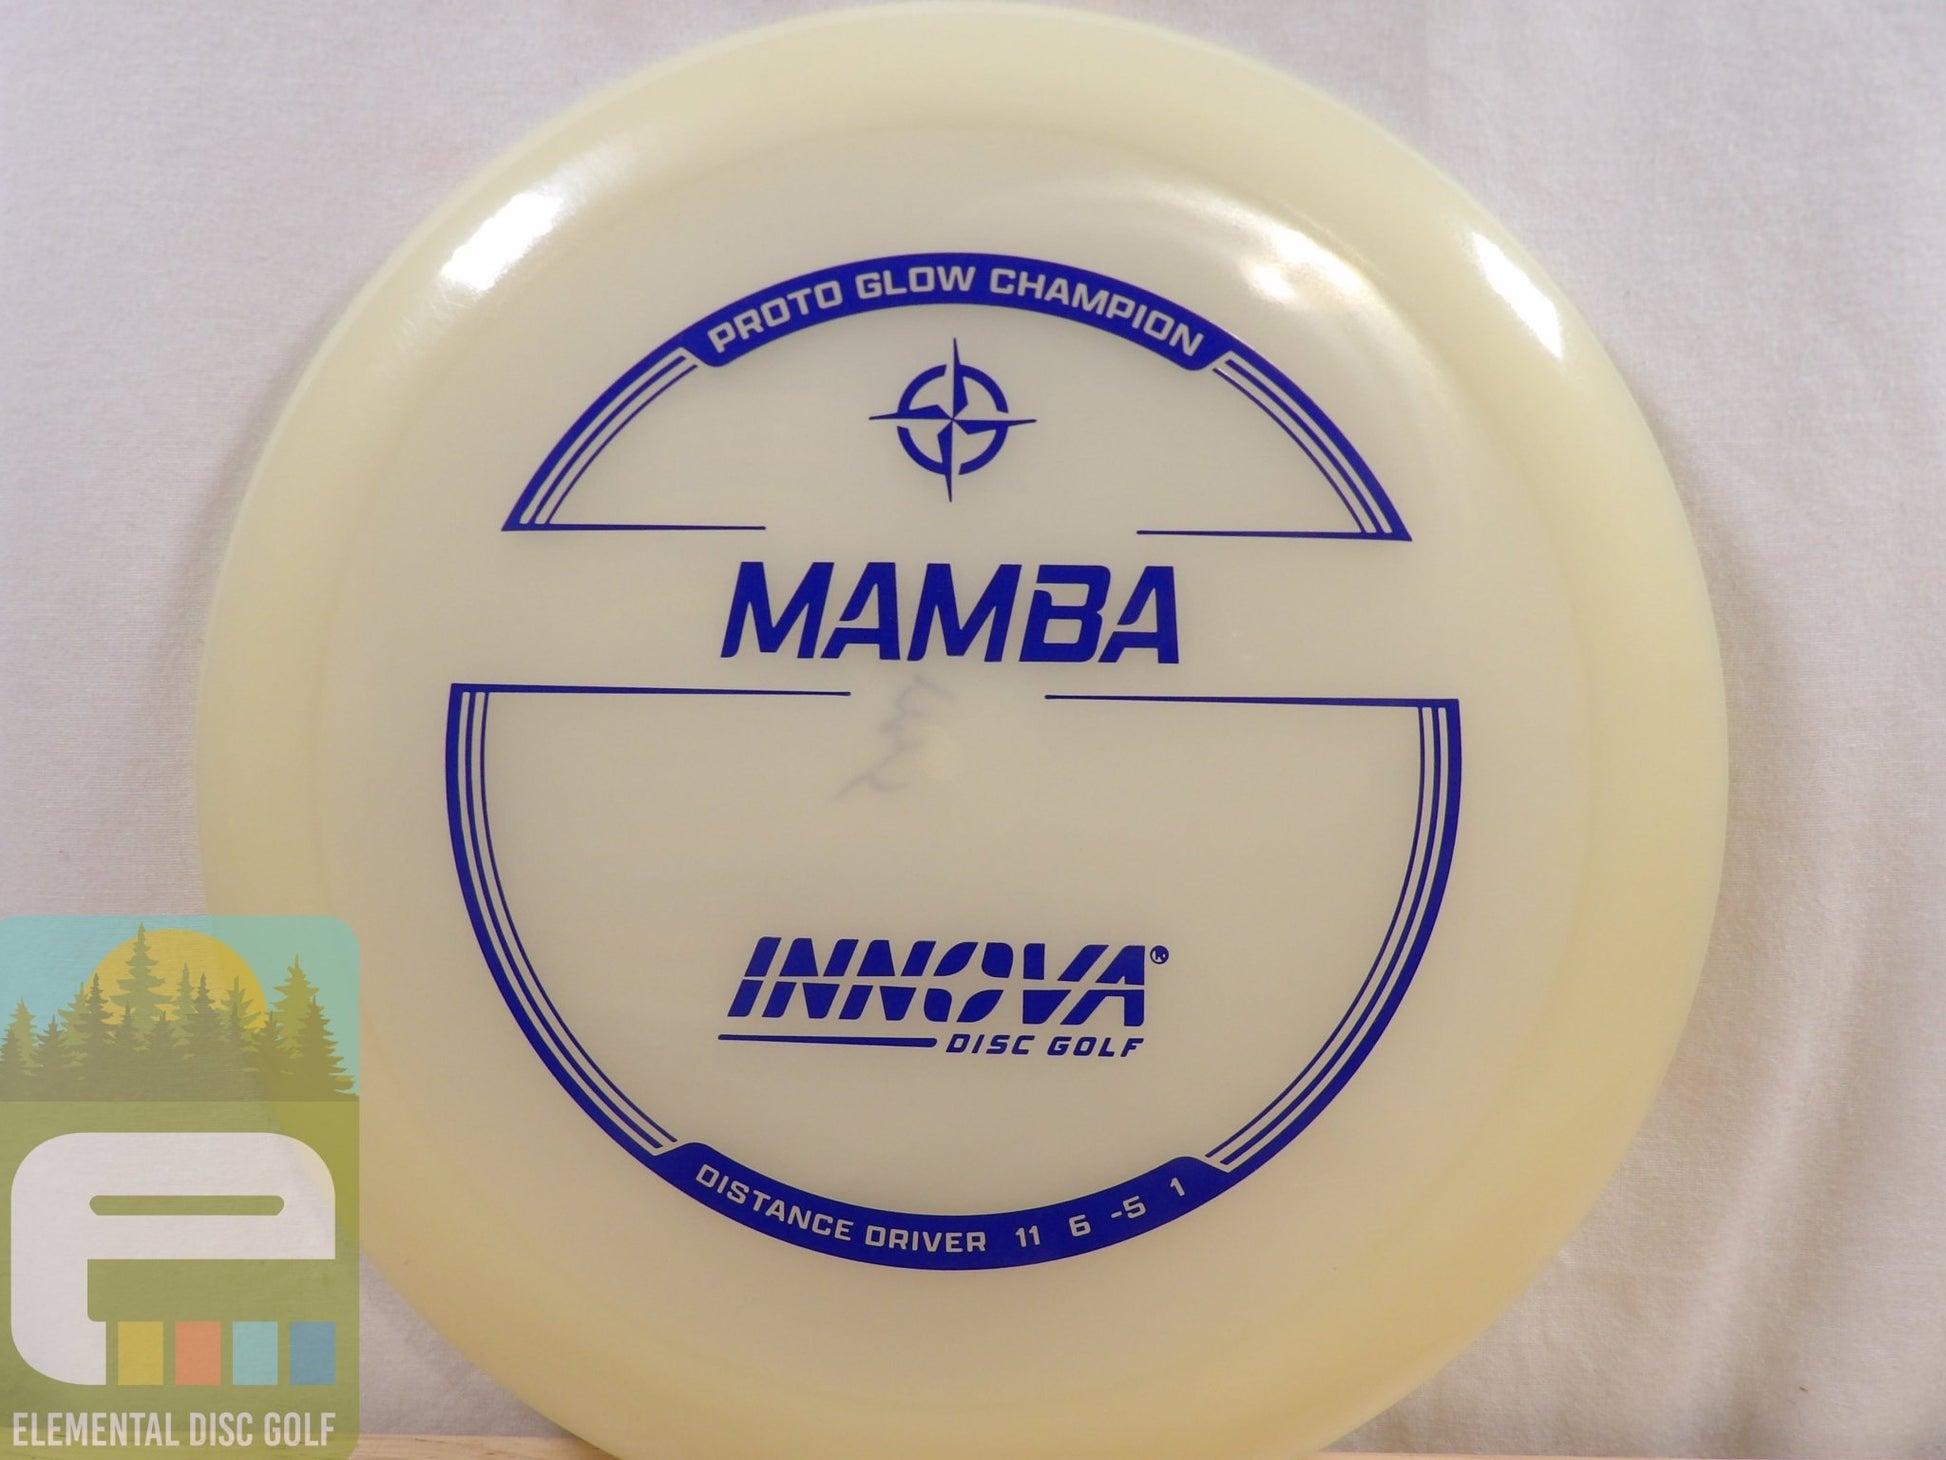 PROTO GLOW CHAMPION
MAMBA
INNOVA®
DISC GOLF
DISTANCE DRIVER 11 6 -5 1
ELEMENTAL DISC GOLF